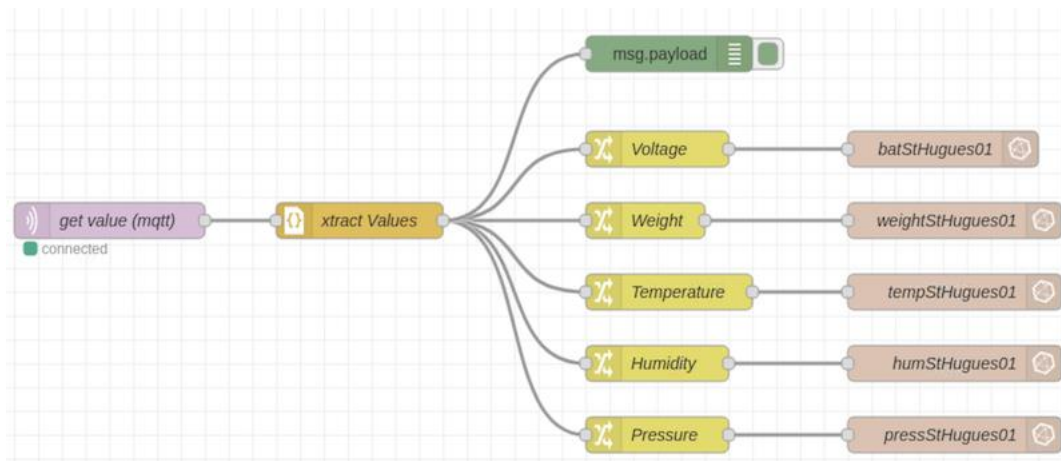 msg.payload
Voltage
batStHugues01
get value (mqtt)
xtract Values
Weight
weightStHugues01
connected
Temperature
tempStHugues01
Humidity
humStHugues01
Pressure
pressStHugues01